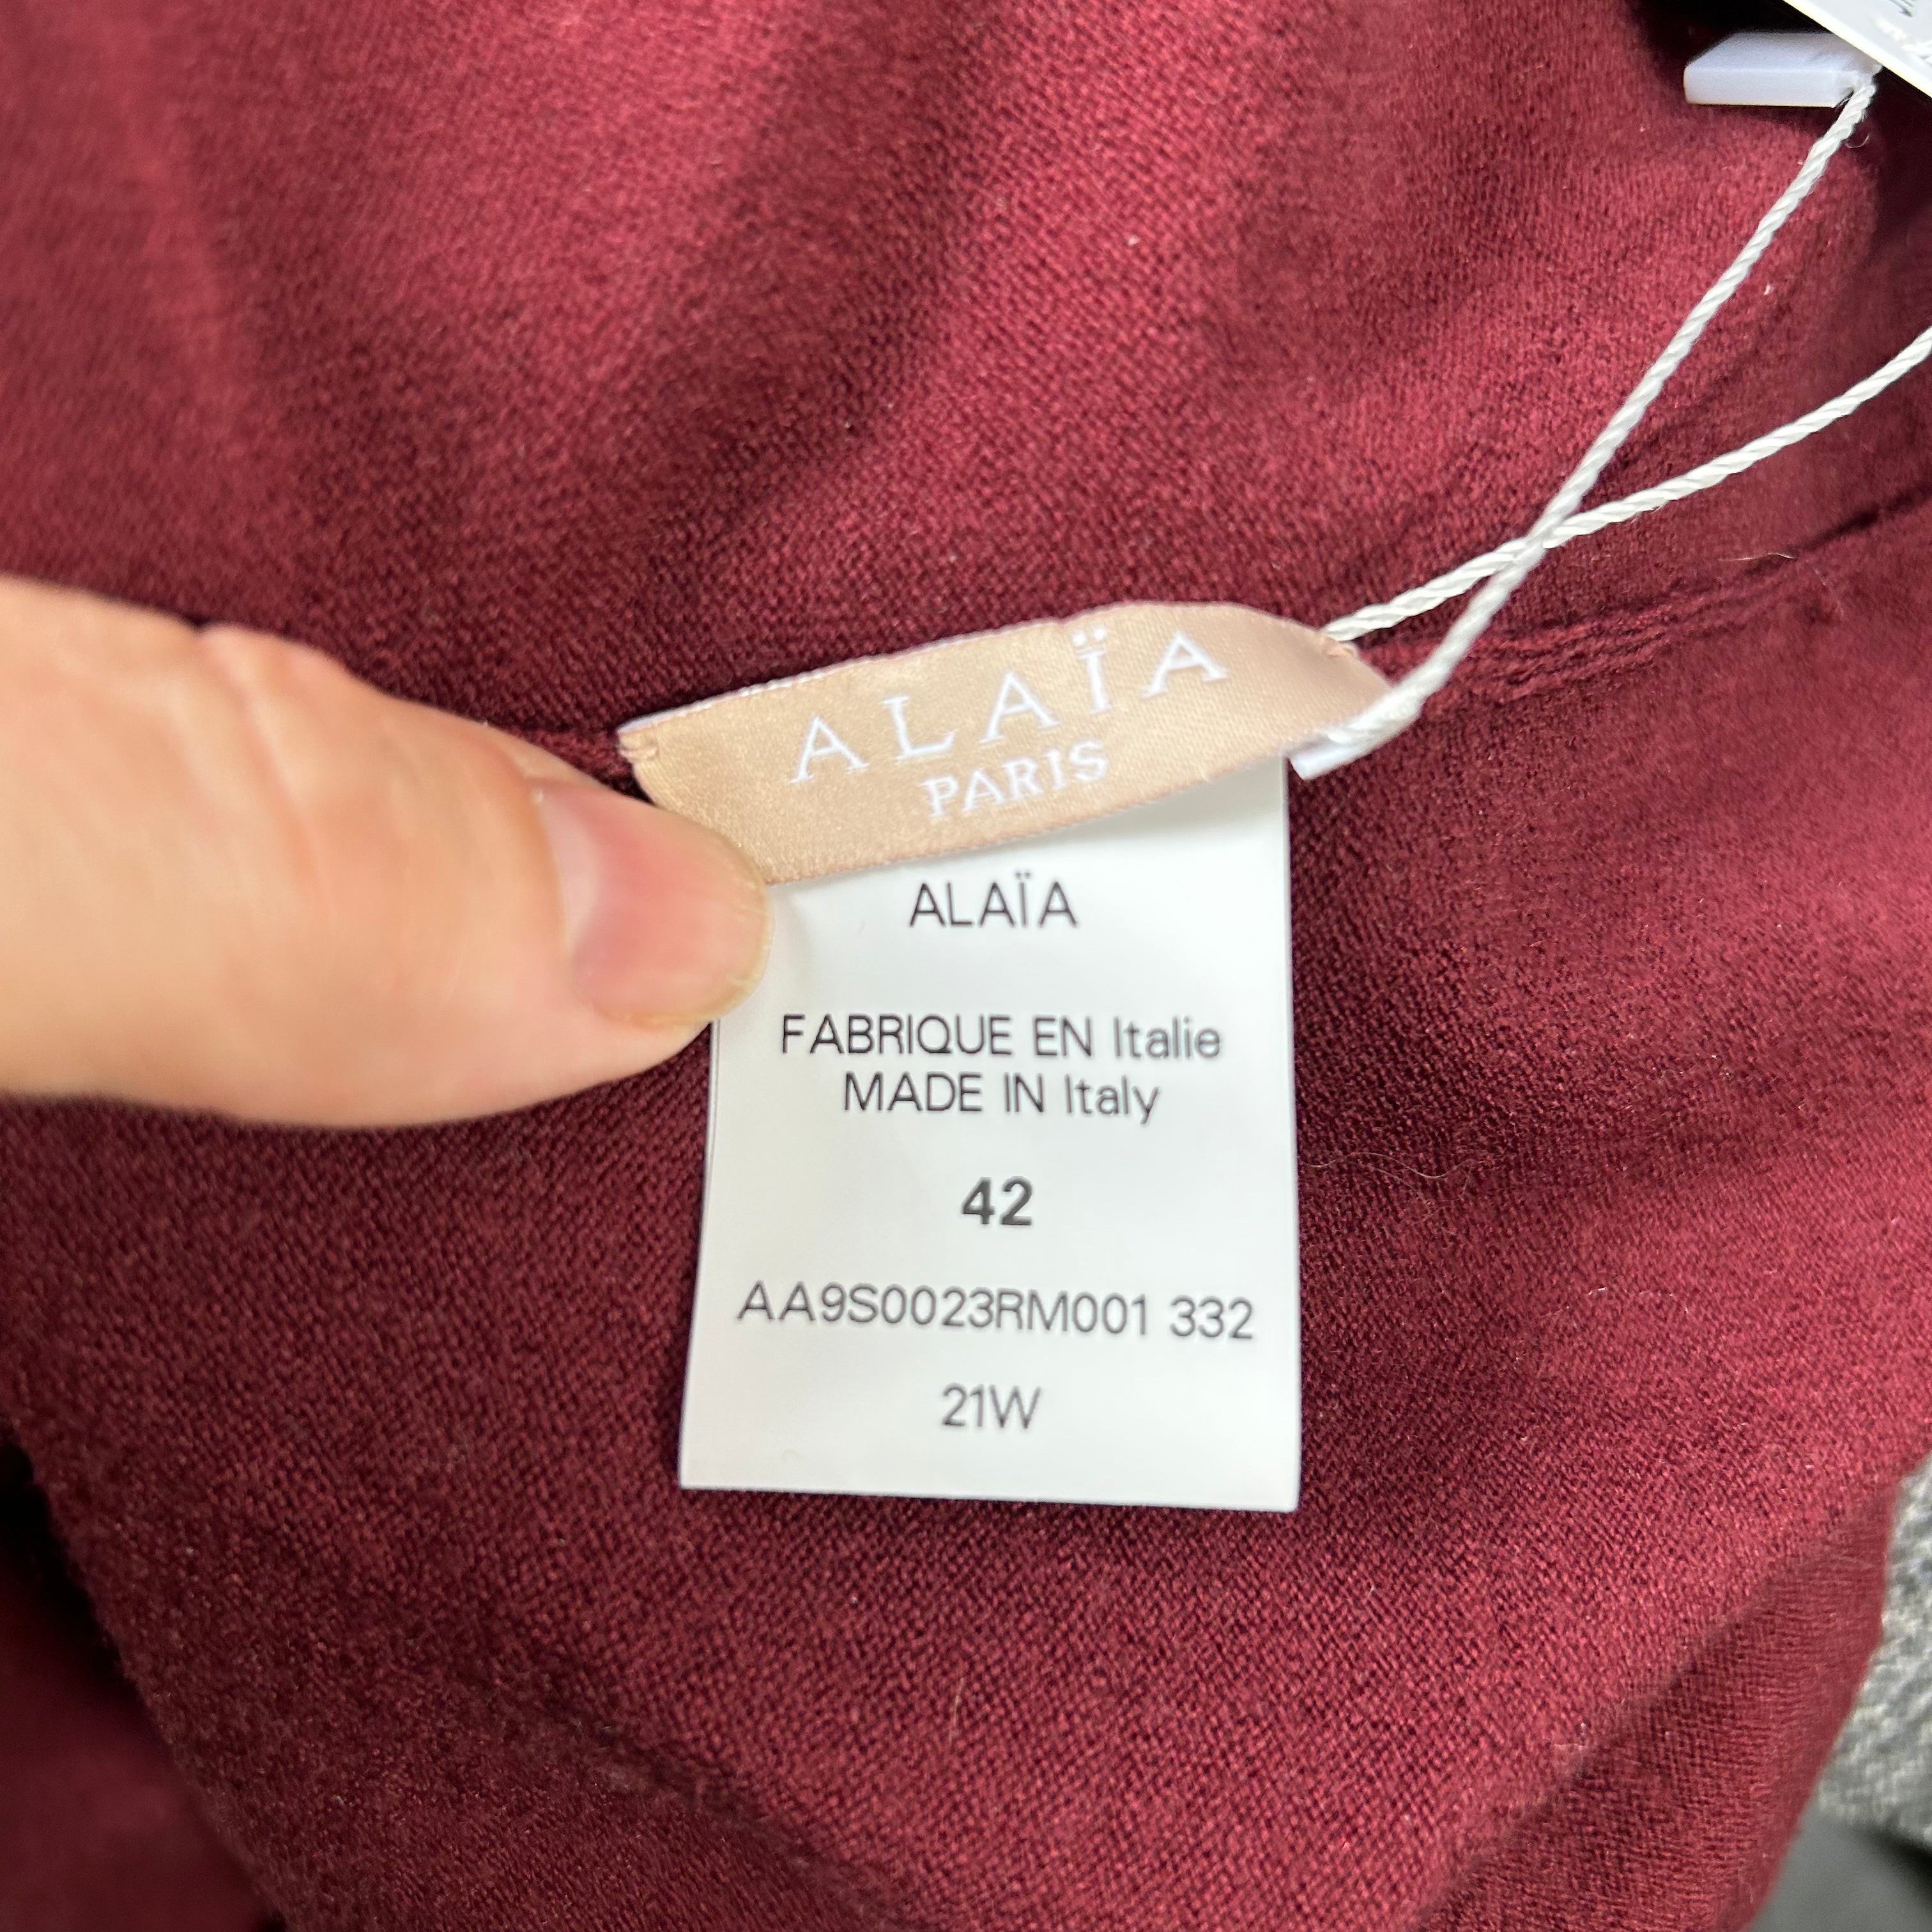 ALAÏA
PARIS
ALAÏA
FABRIQUE EN Italie
MADE IN Italy
42
AA9S0023RM001 332
21W